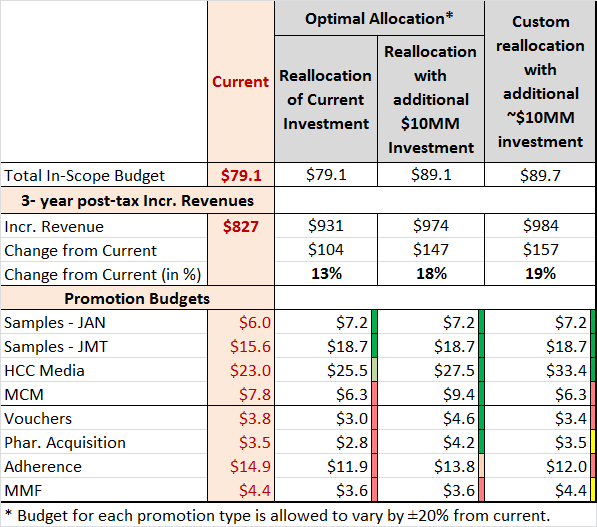 Current
Optimal Allocation*
Reallocation of Current Investment
Reallocation with additional $10MM Investment
Custom reallocation with additional ~$10MM investment
Total In-Scope Budget $79.1 $79.1 $89.1 $89.7
3- year post-tax Incr. Revenues
Incr. Revenue $827 $931 $974 $984
Change from Current $104 $147 $157
Change from Current (in %) 13% 18% 19%
Promotion Budgets
Samples - JAN $6.0 $7.2 $7.2 $7.2
Samples - JMT $15.6 $18.7 $18.7 $18.7
HCC Media $23.0 $25.5 $27.5 $33.4
MCM $7.8 $6.3 $9.4 $6.3
Vouchers $3.8 $3.0 $4.6 $3.4
Phar. Acquisition $3.5 $2.8 $4.2 $3.5
Adherence $14.9 $11.9 $13.8 $12.0
MMF $4.4 $3.6 $3.6 $4.4
* Budget for each promotion type is allowed to vary by ±20% from current.